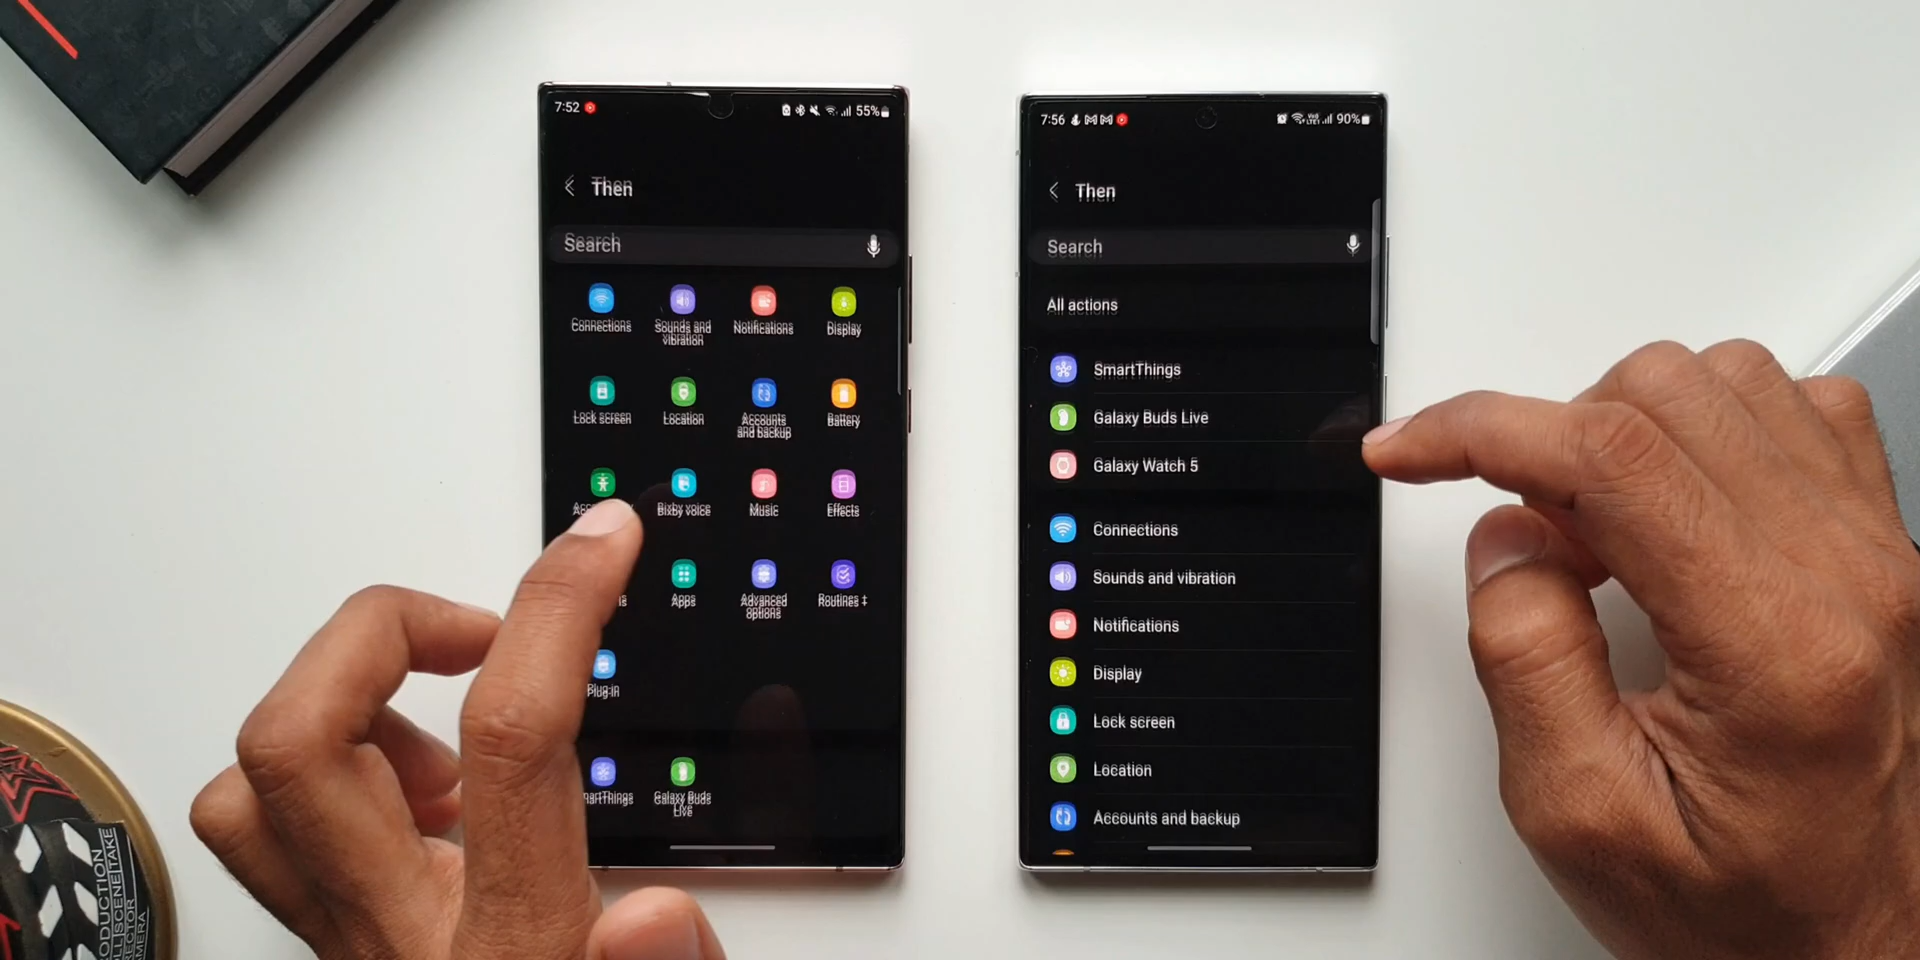 7:52
55%
Then
Search
Connections
Sounds and
vibration
Notifications
Display
Lock screen
Location
Accounts
and backup
Battery
Bixby voice
Music
Effects
Apps
Advanced
options
Routines +
Plug-in
Galaxy Buds
Live
7:56
90%
Then
Search
All actions
SmartThings
Galaxy Buds Live
Galaxy Watch 5
Connections
Sounds and vibration
Notifications
Display
Lock screen
Location
Accounts and backup
SCENE
TAKE